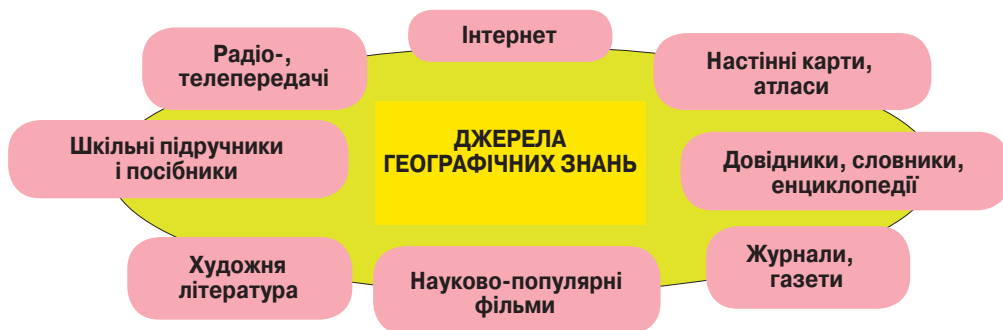 Інтернет
Радіо-,
телепередачі
Настінні карти,
атласи
Шкільні підручники
і посібники
ДЖЕРЕЛА
ГЕОГРАФІЧНИХ ЗНАНЬ
Довідники, словники,
енциклопедії
Художня
література
Науково-популярні
фільми
Журнали,
газети